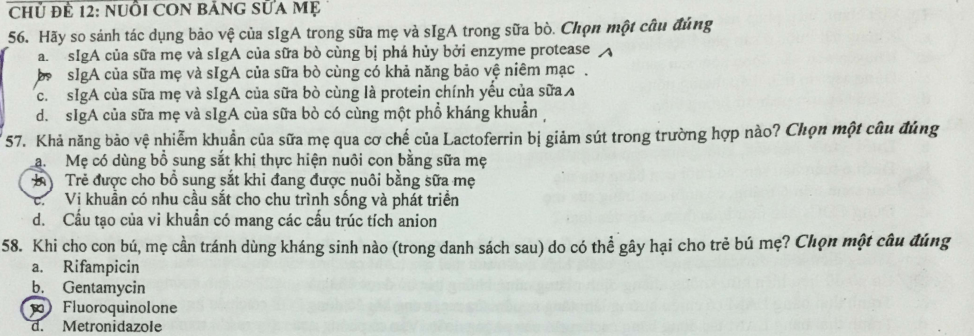 CHỦ ĐỀ 12: NUÔI CON BẰNG SỮA MẸ
56. Hãy so sánh tác dụng bảo vệ của sIgA trong sữa mẹ và sIgA trong sữa bò. Chọn một câu đúng
a. sIgA của sữa mẹ và sIgA của sữa bò cùng bị phá hủy bởi enzyme protease
b. sIgA của sữa mẹ và sIgA của sữa bò cùng có khả năng bảo vệ niêm mạc
c. sIgA của sữa mẹ và sIgA của sữa bò cùng là protein chính yếu của sữa
d. sIgA của sữa mẹ và sIgA của sữa bò có cùng một phổ kháng khuẩn
57. Khả năng bảo vệ nhiễm khuẩn của sữa mẹ qua cơ chế của Lactoferrin bị giảm sút trong trường hợp nào? Chọn một câu đúng
a. Mẹ có dùng bổ sung sắt khi thực hiện nuôi con bằng sữa mẹ
b. Trẻ được cho bổ sung sắt khi đang được nuôi bằng sữa mẹ
c. Vi khuẩn có nhu cầu sắt cho chu trình sống và phát triển
d. Cấu tạo của vi khuẩn có mang các cấu trúc tích anion
58. Khi cho con bú, mẹ cần tránh dùng kháng sinh nào (trong danh sách sau) do có thể gây hại cho trẻ bú mẹ? Chọn một câu đúng
a. Rifampicin
b. Gentamycin
c. Fluoroquinolone
d. Metronidazole